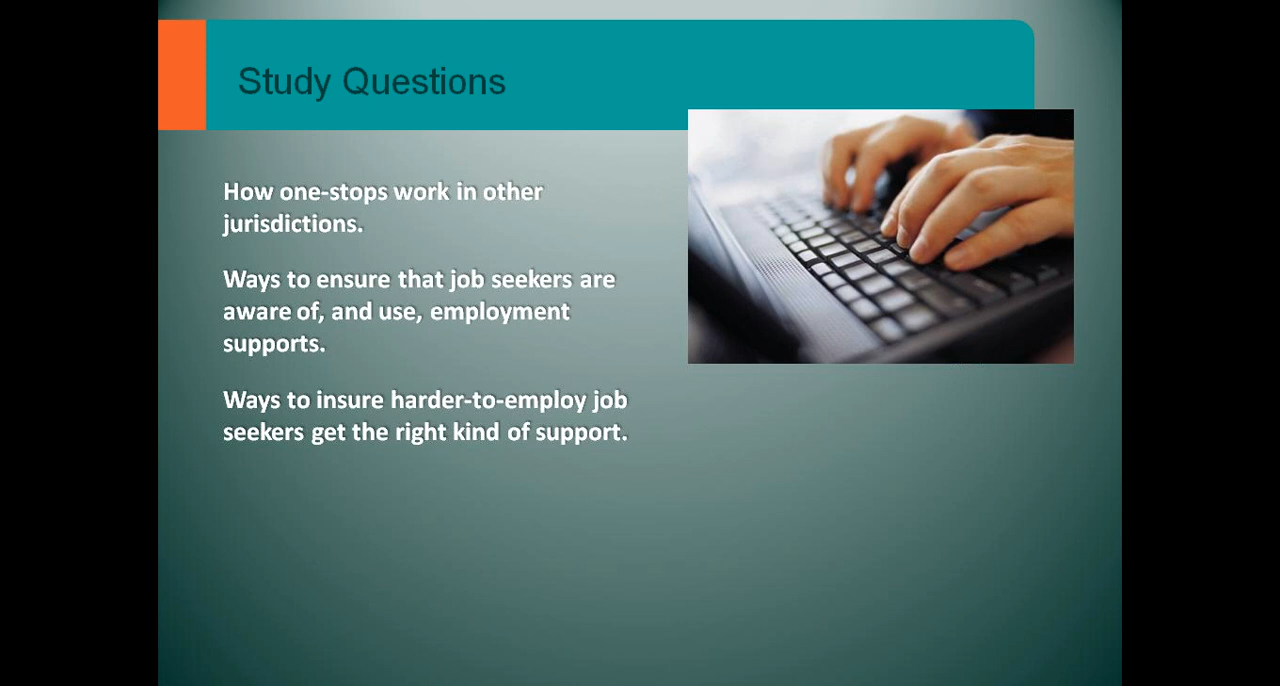 Study Questions
How one-stops work in other
jurisdictions.
Ways to ensure that job seekers are
aware of, and use, employment
supports.
Ways to insure harder-to-employ job
seekers get the right kind of support.